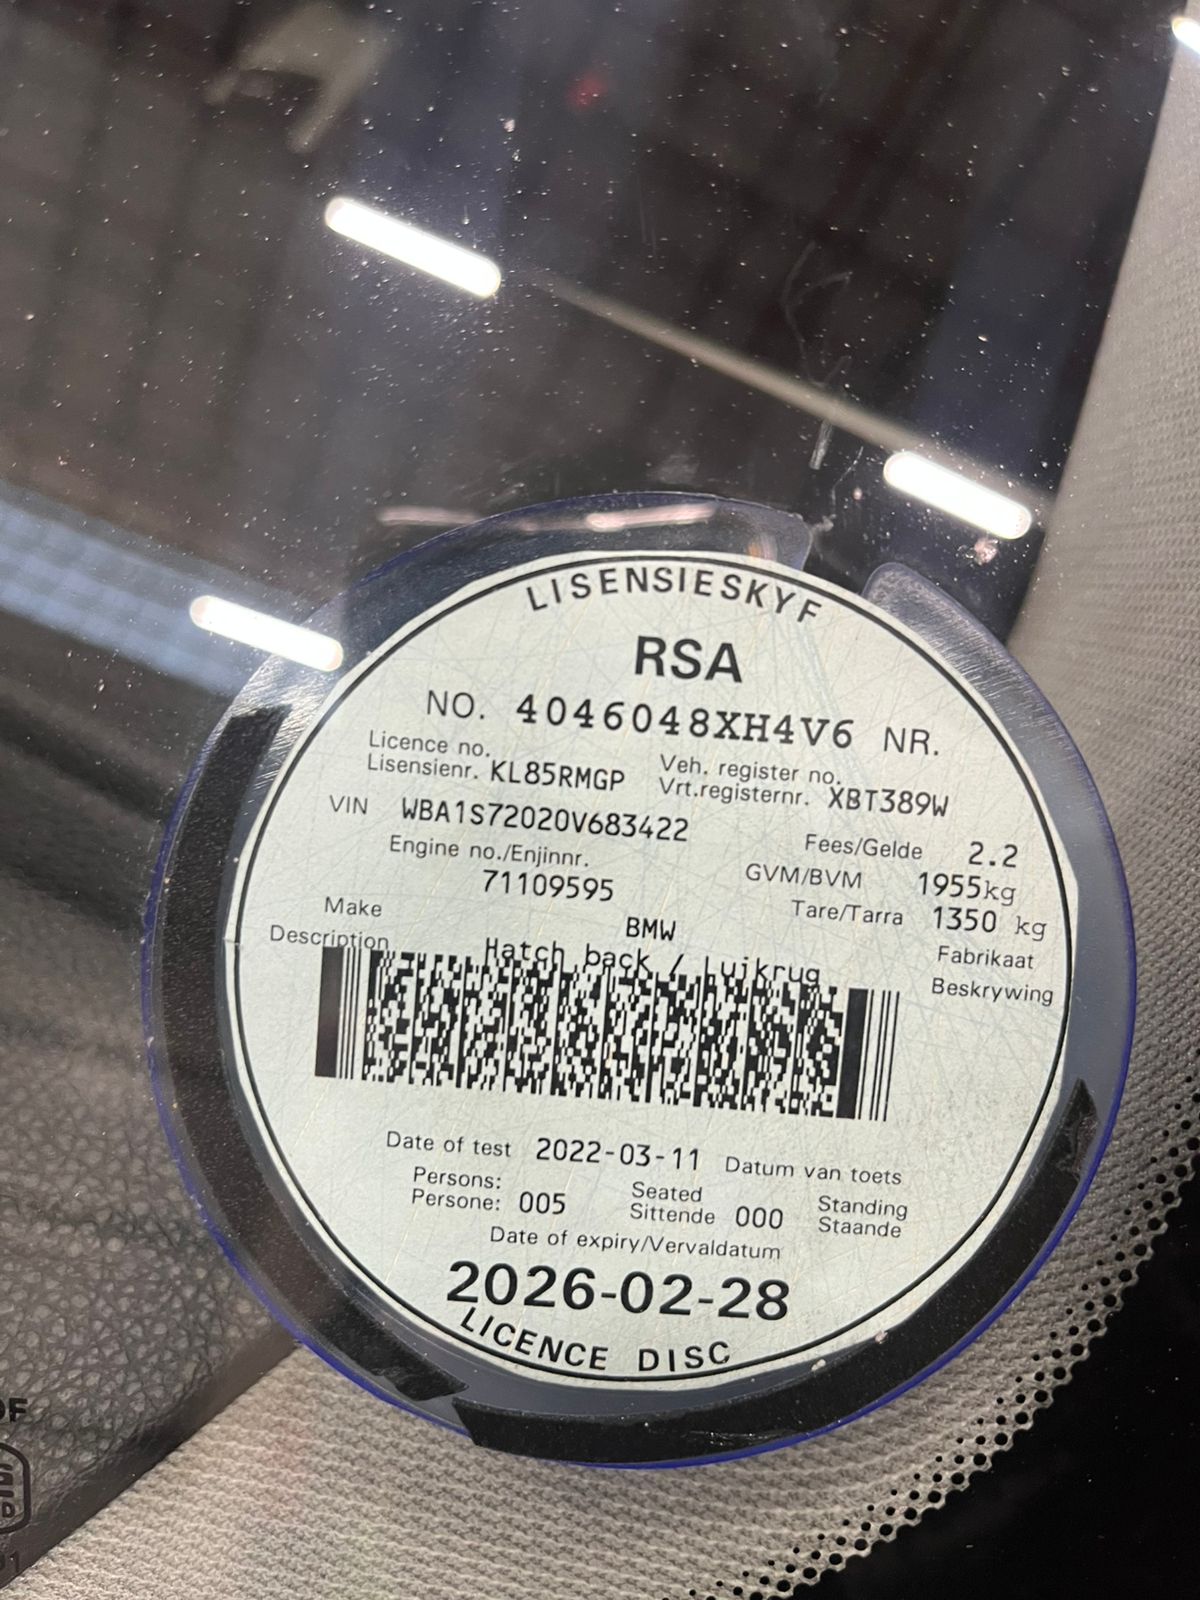 LISENSIESKYF
RSA
NO. 4046048XH4V6 NR.
Licence no. Veh. register no.
Lisensienr. KL85RMGP Vrt.registernr. XBT389W
VIN WBA1S72020V683422 Fees/Gelde 2.2
Engine no./Enjinnr. GVM/BVM 1955kg
71109595 Tare/Tarra 1350 kg
Make BMW Fabrikaat
Description Hatch back / Luikrug Beskrywing
Date of test 2022-03-11 Datum van toets
Persons: Seated Standing
Persone: 005 Sittende 000 Staande
Date of expiry/Vervaldatum
2026-02-28
LICENCE DISC